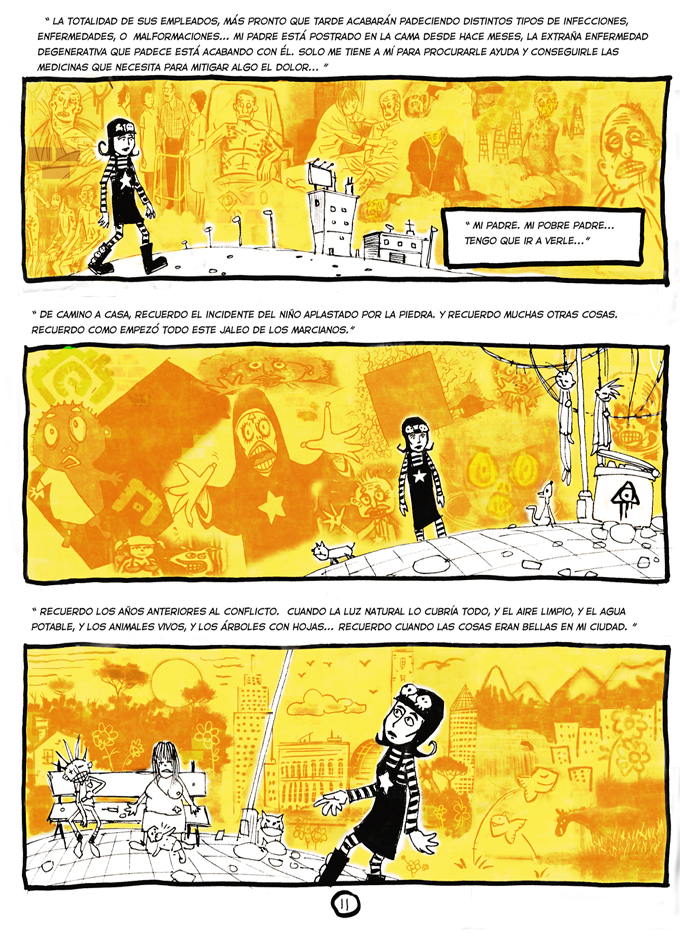 “ LA TOTALIDAD DE SUS EMPLEADOS, MÁS PRONTO QUE TARDE ACABARÁN PADECIENDO DISTINTOS TIPOS DE INFECCIONES,
ENFERMEDADES, O MALFORMACIONES... MI PADRE ESTÁ POSTRADO EN LA CAMA DESDE HACE MESES, LA EXTRAÑA ENFERMEDAD
DEGENERATIVA QUE PADECE ESTÁ ACABANDO CON ÉL. SOLO ME TIENE A MÍ PARA PROCURARLE AYUDA Y CONSEGUIRLE LAS
MEDICINAS QUE NECESITA PARA MITIGAR ALGO EL DOLOR... ”
“ MI PADRE. MI POBRE PADRE...
TENGO QUE IR A VERLE...”
“ DE CAMINO A CASA, RECUERDO EL INCIDENTE DEL NIÑO APLASTADO POR LA PIEDRA. Y RECUERDO MUCHAS OTRAS COSAS.
RECUERDO COMO EMPEZÓ TODO ESTE JALEO DE LOS MARCIANOS.”
“ RECUERDO LOS AÑOS ANTERIORES AL CONFLICTO. CUANDO LA LUZ NATURAL LO CUBRÍA TODO, Y EL AIRE LIMPIO, Y EL AGUA
POTABLE, Y LOS ANIMALES VIVOS, Y LOS ÁRBOLES CON HOJAS... RECUERDO CUANDO LAS COSAS ERAN BELLAS EN MI CIUDAD. ”
11